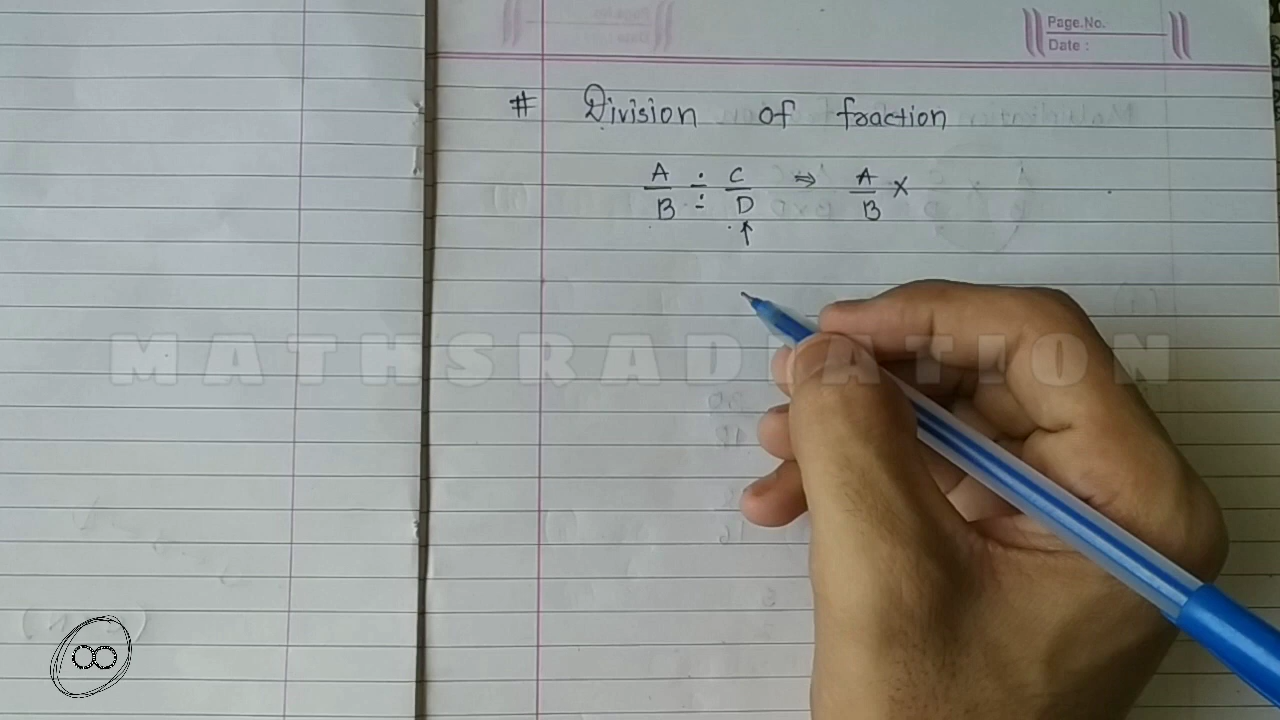 Page.No.
Date :
# Division of fraction
A/B ÷ C/D ⇒ A/B ×
↑
MATHSRADIATION